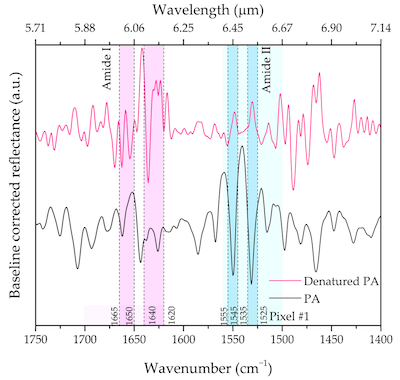 Wavelength (µm)
5.71 5.88 6.06 6.25 6.45 6.67 6.90 7.14
Amide I
Amide II
Baseline corrected reflectance (a.u.)
Denatured PA
PA
Pixel #1
1665 1650 1640 1620 1555 1545 1535 1525
1750 1700 1650 1600 1550 1500 1450 1400
Wavenumber (cm⁻¹)